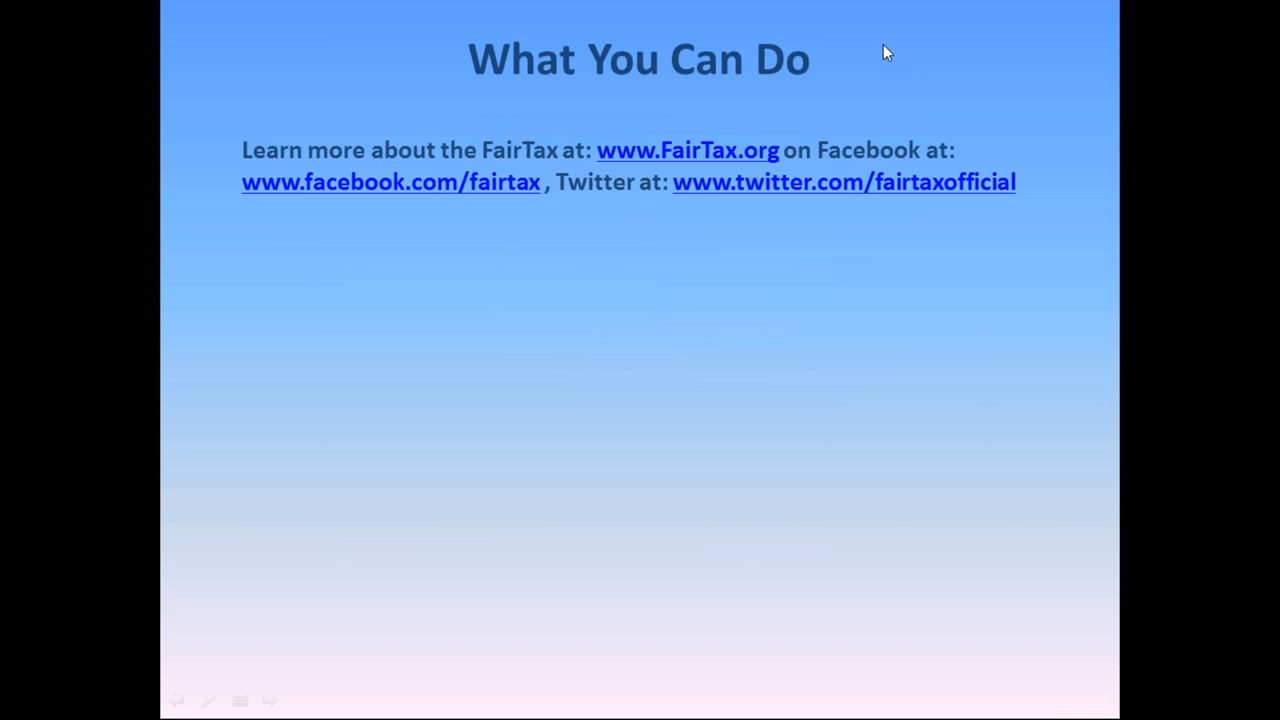 What You Can Do
Learn more about the FairTax at: www.FairTax.org on Facebook at:
www.facebook.com/fairtax , Twitter at: www.twitter.com/fairtaxofficial